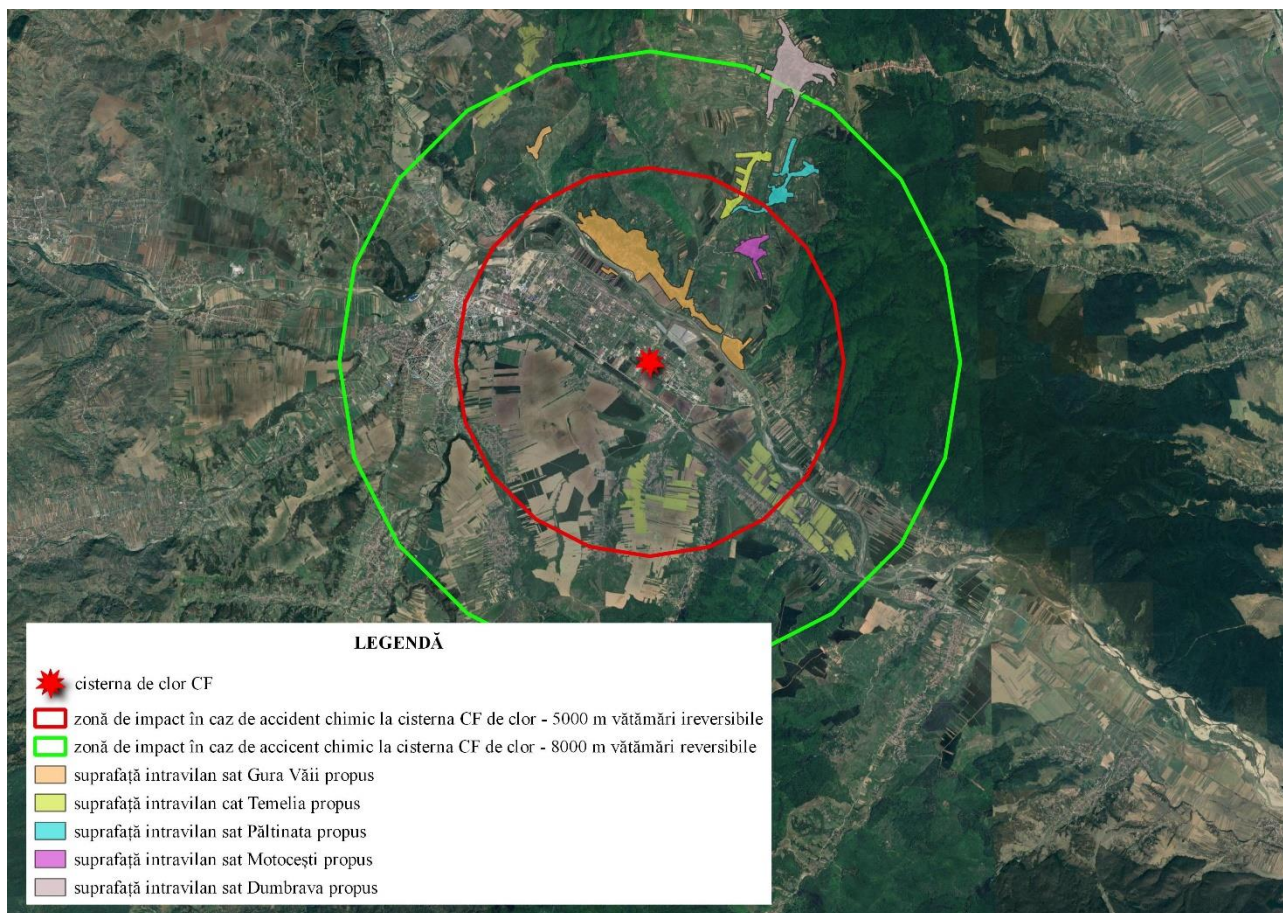 LEGENDĂ
cisterna de clor CF
zonă de impact în caz de accident chimic la cisterna CF de clor - 5000 m vătămări ireversibile
zonă de impact în caz de accicent chimic la cisterna CF de clor - 8000 m vătămări reversibile
suprafață intravilan sat Gura Văii propus
suprafață intravilan cat Temelia propus
suprafață intravilan sat Păltinata propus
suprafață intravilan sat Motocești propus
suprafață intravilan sat Dumbrava propus